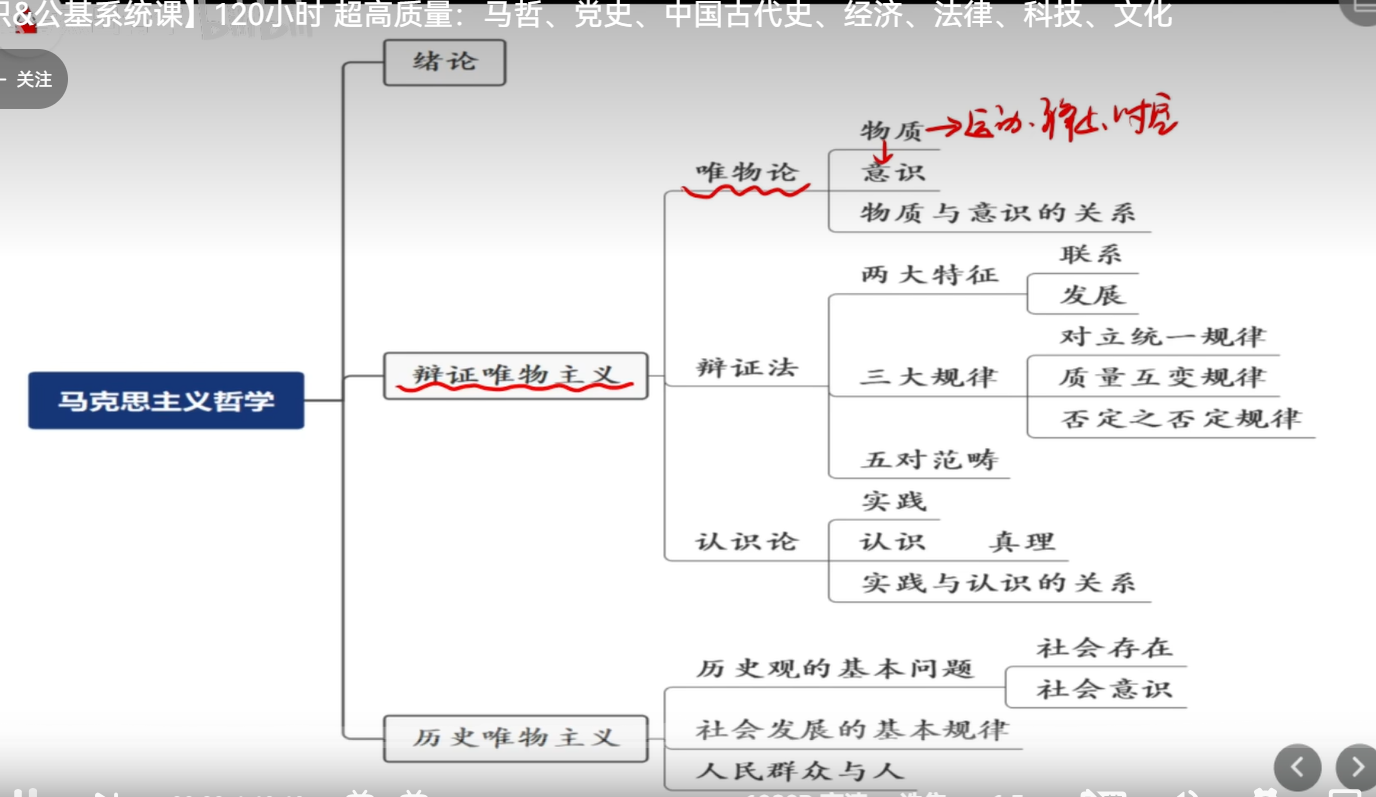 识&公基系统课】120小时 超高质量：马哲、党史、中国古代史、经济、法律、科技、文化
关注
绪论
物质→运动、静止、时空
唯物论
意识
物质与意识的关系
联系
两大特征
发展
对立统一规律
辩证唯物主义
辩证法
三大规律
质量互变规律
马克思主义哲学
否定之否定规律
五对范畴
实践
认识论
认识 真理
实践与认识的关系
社会存在
历史观的基本问题
社会意识
历史唯物主义
社会发展的基本规律
人民群众与人